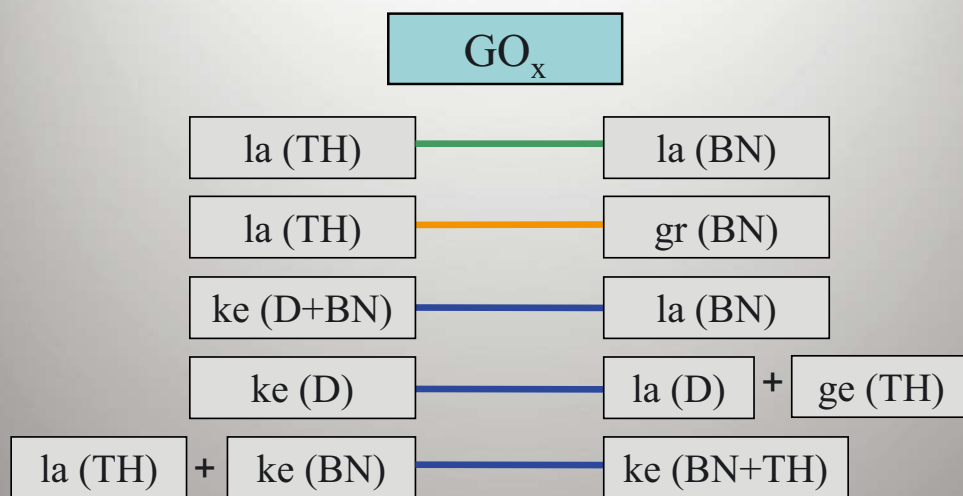 GOx
la (TH) la (BN)
la (TH) gr (BN)
ke (D+BN) la (BN)
ke (D) la (D) + ge (TH)
la (TH) + ke (BN) ke (BN+TH)